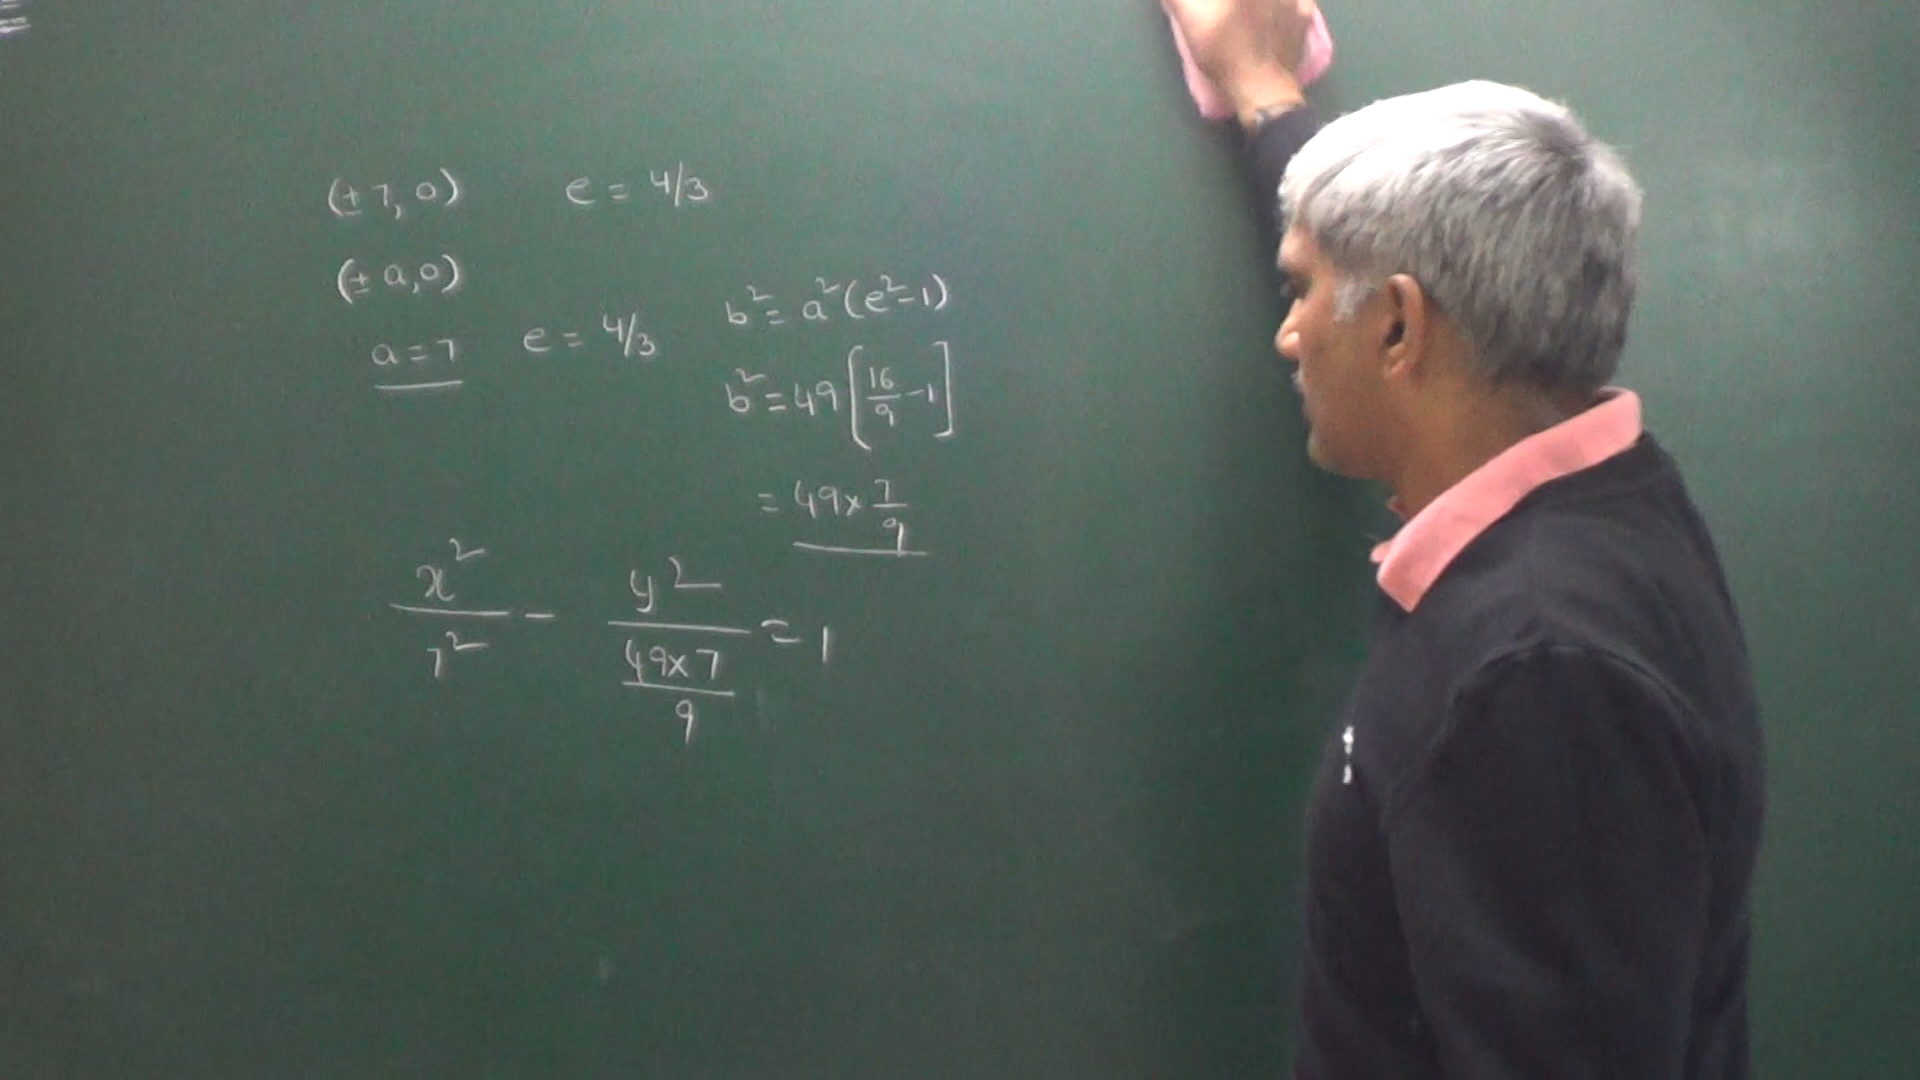 (± 7, 0) e = 4/3
(± a, 0)
a = 7 e = 4/3 b² = a² (e² - 1)
b² = 49 [16/9 - 1]
= 49 × 7/9
x²/7² - y²/(49×7/9) = 1